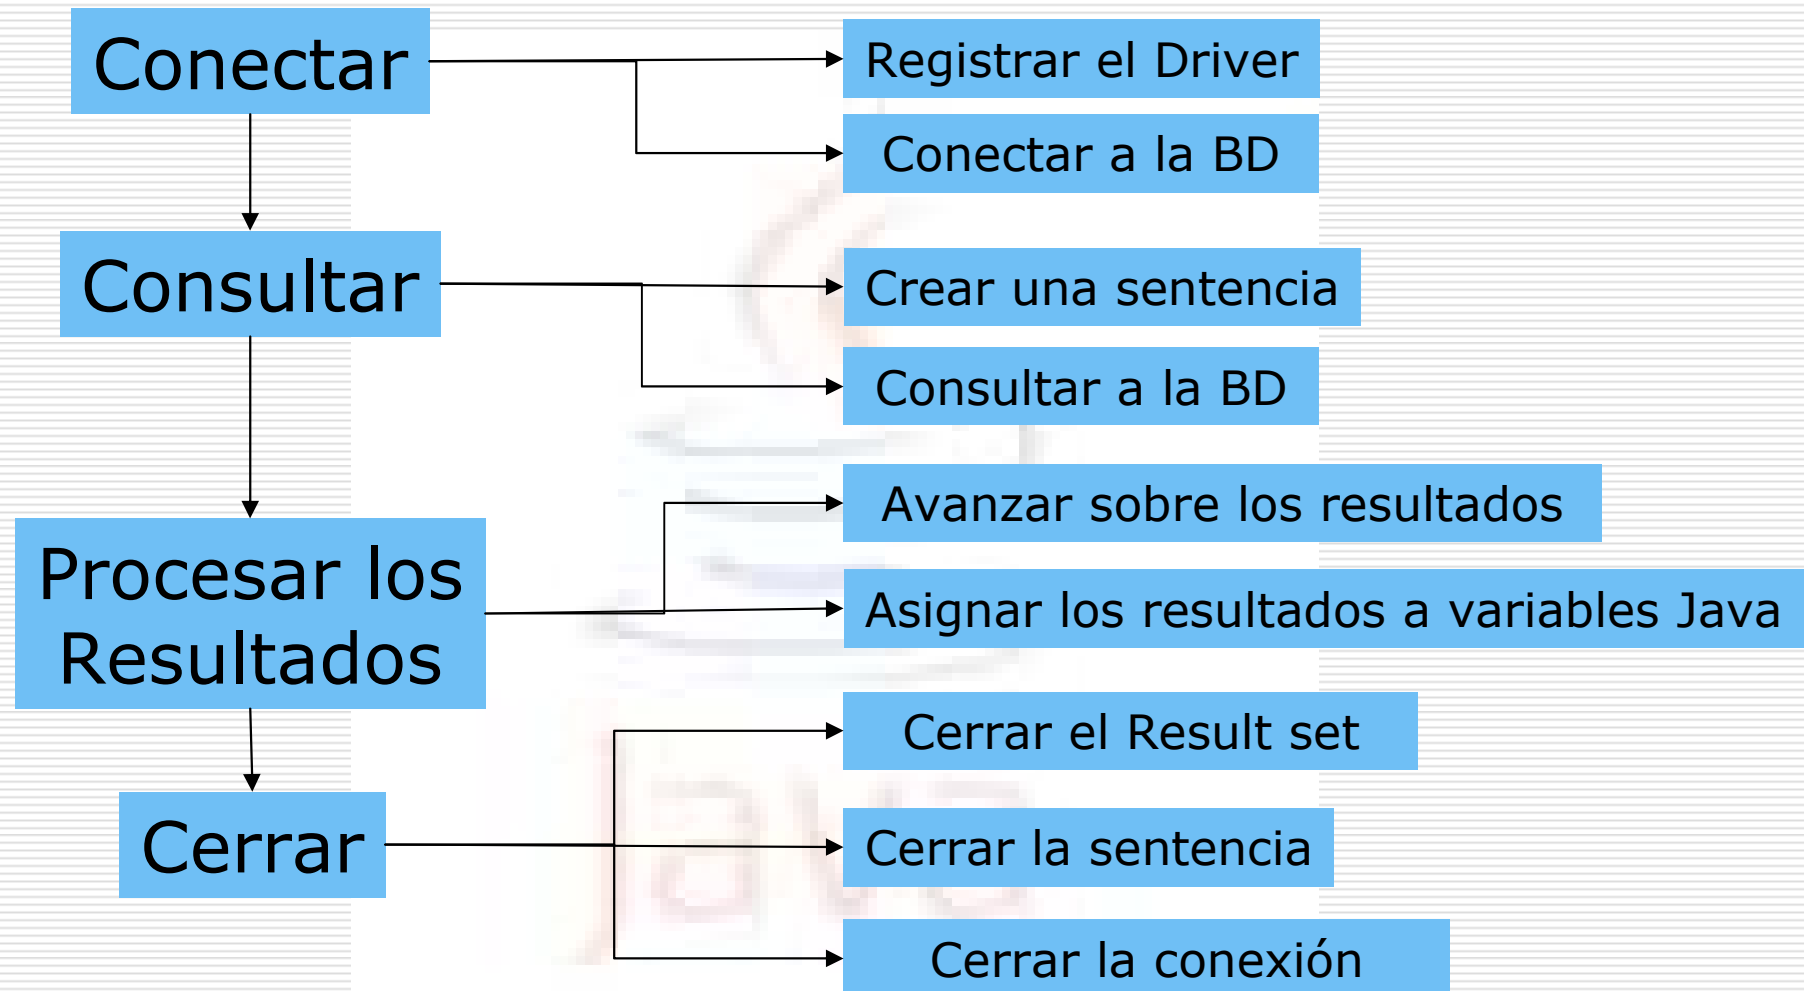 Conectar
Registrar el Driver
Conectar a la BD
Consultar
Crear una sentencia
Consultar a la BD
Procesar los
Resultados
Avanzar sobre los resultados
Asignar los resultados a variables Java
Cerrar
Cerrar el Result set
Cerrar la sentencia
Cerrar la conexión
Java